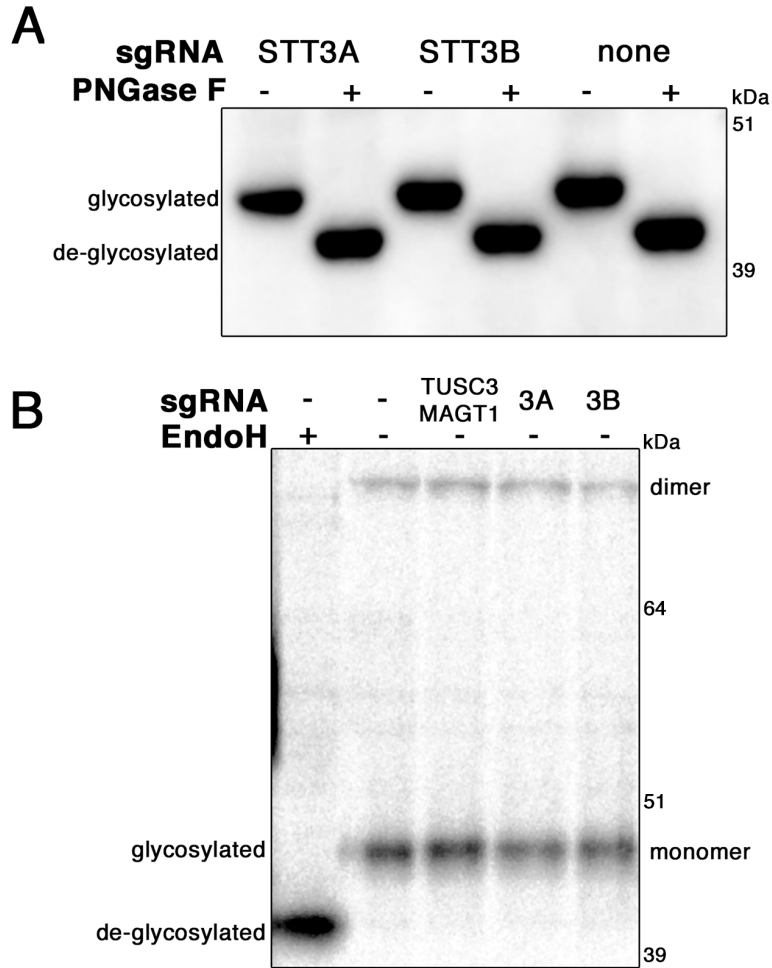 A
sgRNA STT3A STT3B none
PNGase F - + - + - + kDa
51
glycosylated
de-glycosylated
39
B
sgRNA - - TUSC3 MAGT1 3A 3B
EndoH + - - - - kDa
dimer
64
51
glycosylated monomer
de-glycosylated
39